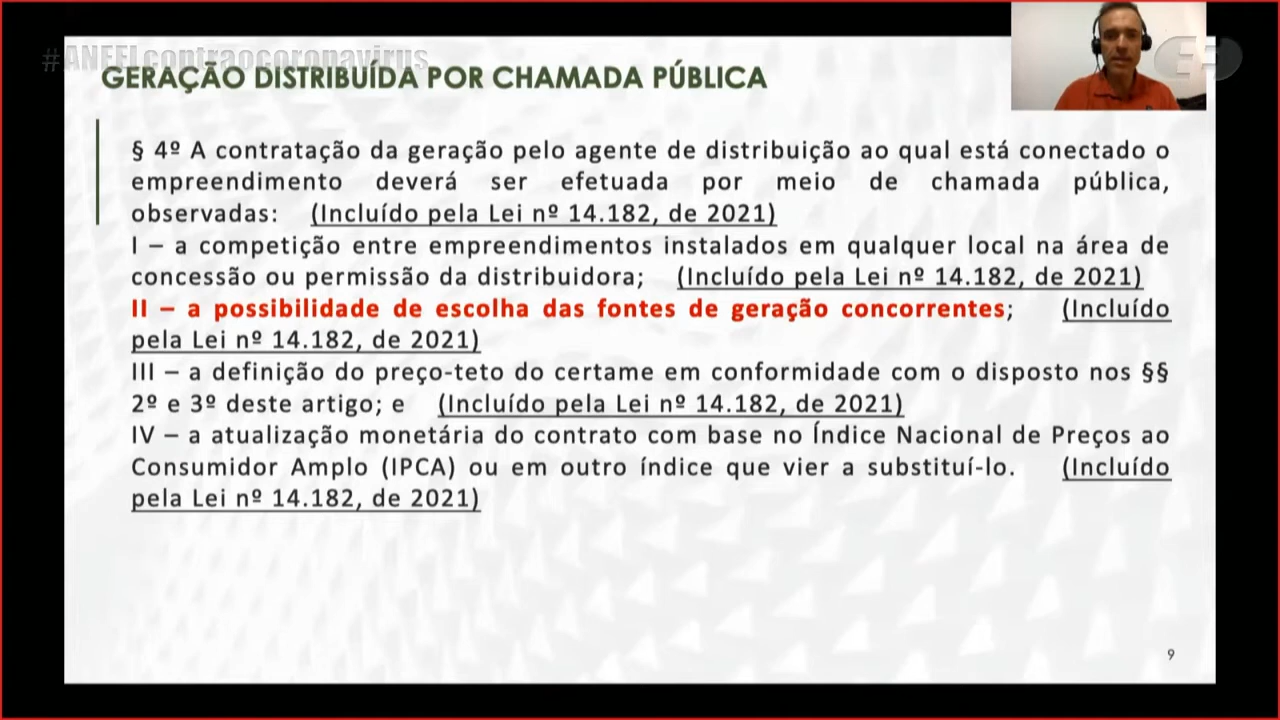 #ANEELcontraocoronavirus
GERAÇÃO DISTRIBUÍDA POR CHAMADA PÚBLICA
§ 4º A contratação da geração pelo agente de distribuição ao qual está conectado o
empreendimento deverá ser efetuada por meio de chamada pública,
observadas: (Incluído pela Lei nº 14.182, de 2021)
I – a competição entre empreendimentos instalados em qualquer local na área de
concessão ou permissão da distribuidora; (Incluído pela Lei nº 14.182, de 2021)
II – a possibilidade de escolha das fontes de geração concorrentes; (Incluído
pela Lei nº 14.182, de 2021)
III – a definição do preço-teto do certame em conformidade com o disposto nos §§
2º e 3º deste artigo; e (Incluído pela Lei nº 14.182, de 2021)
IV – a atualização monetária do contrato com base no Índice Nacional de Preços ao
Consumidor Amplo (IPCA) ou em outro índice que vier a substituí-lo. (Incluído
pela Lei nº 14.182, de 2021)
9